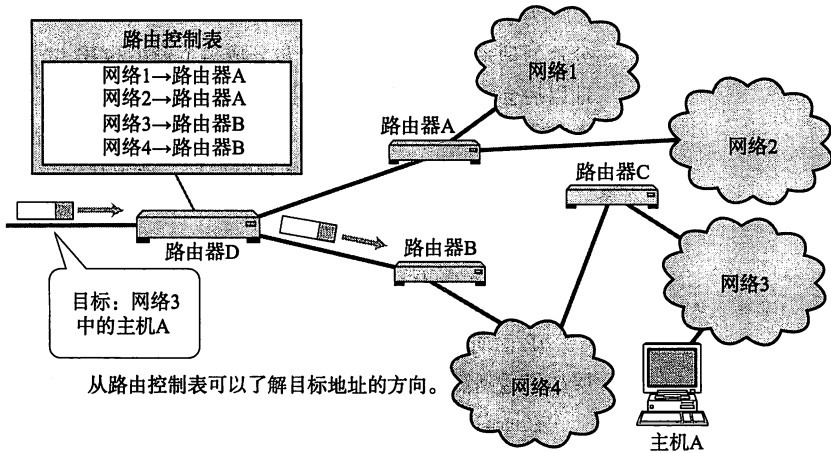 路由控制表
网络1→路由器A
网络2→路由器A
网络3→路由器B
网络4→路由器B
网络1
路由器A
网络2
路由器C
路由器D
路由器B
网络3
目标：网络3
中的主机A
从路由控制表可以了解目标地址的方向。
网络4
主机A